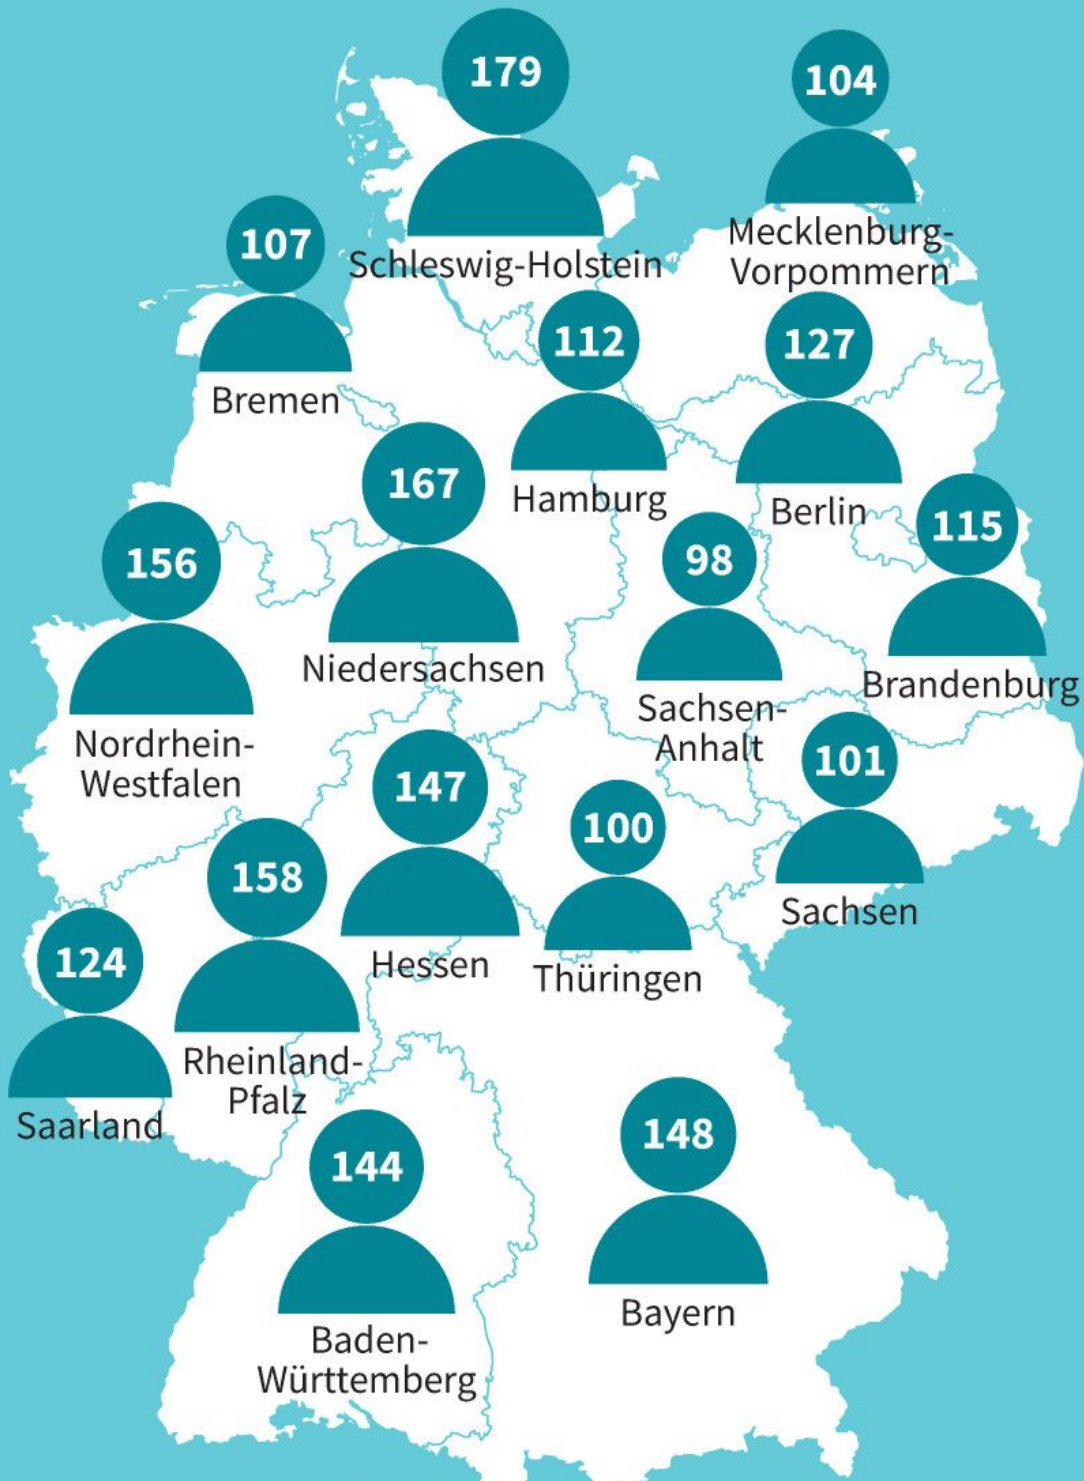 179
Schleswig-Holstein
104
Mecklenburg-
Vorpommern
107
Bremen
112
Hamburg
127
Berlin
167
Niedersachsen
115
Brandenburg
156
Nordrhein-
Westfalen
98
Sachsen-
Anhalt
147
Hessen
101
Sachsen
100
Thüringen
158
Rheinland-
Pfalz
124
Saarland
144
Baden-
Württemberg
148
Bayern